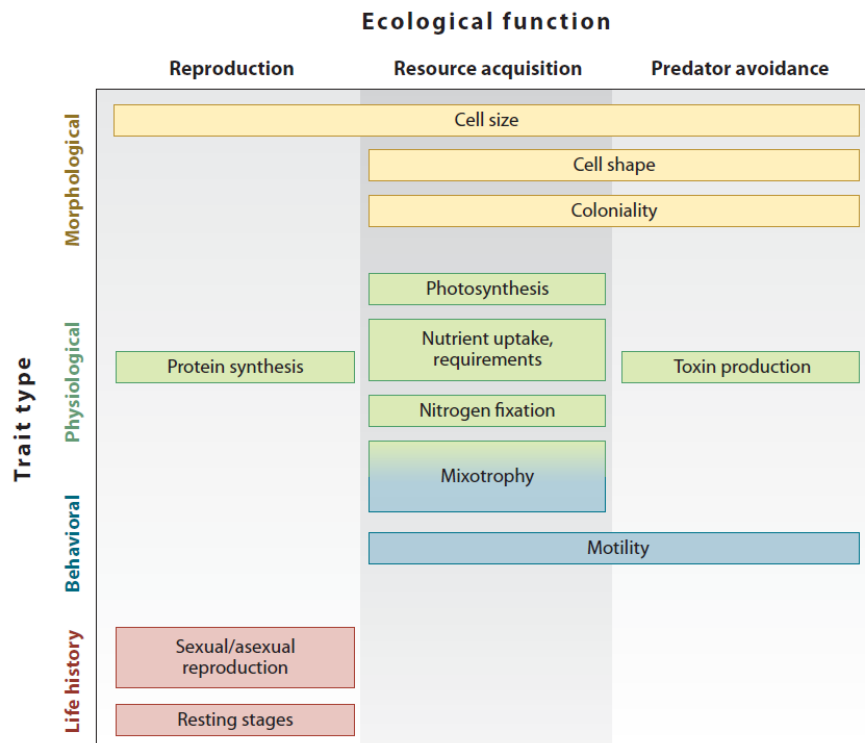 Ecological function
Reproduction
Resource acquisition
Predator avoidance
Trait type
Morphological
Cell size
Cell shape
Coloniality
Physiological
Photosynthesis
Nutrient uptake,
requirements
Protein synthesis
Toxin production
Nitrogen fixation
Mixotrophy
Behavioral
Motility
Life history
Sexual/asexual
reproduction
Resting stages